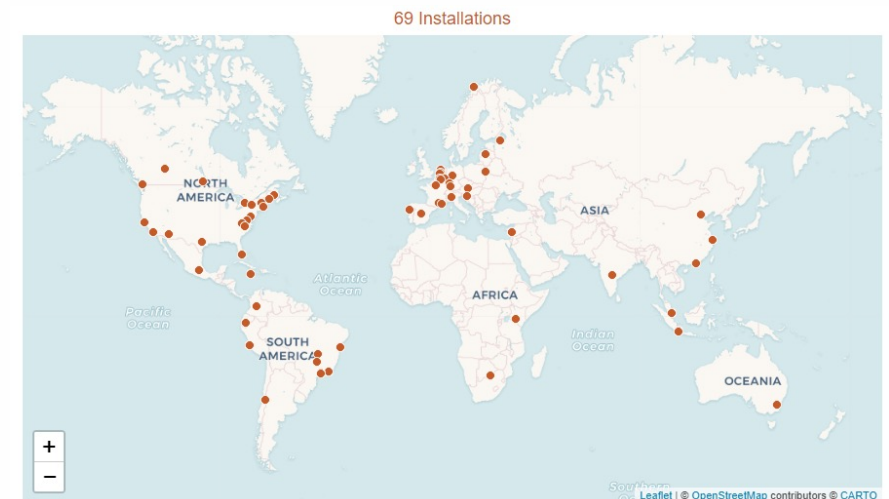 69 Installations
NORTH
AMERICA
ASIA
Atlantic
Ocean
AFRICA
Pacific
Ocean
Indian
Ocean
SOUTH
AMERICA
OCEANIA
+
−
Southern
Leaflet | © OpenStreetMap contributors © CARTO